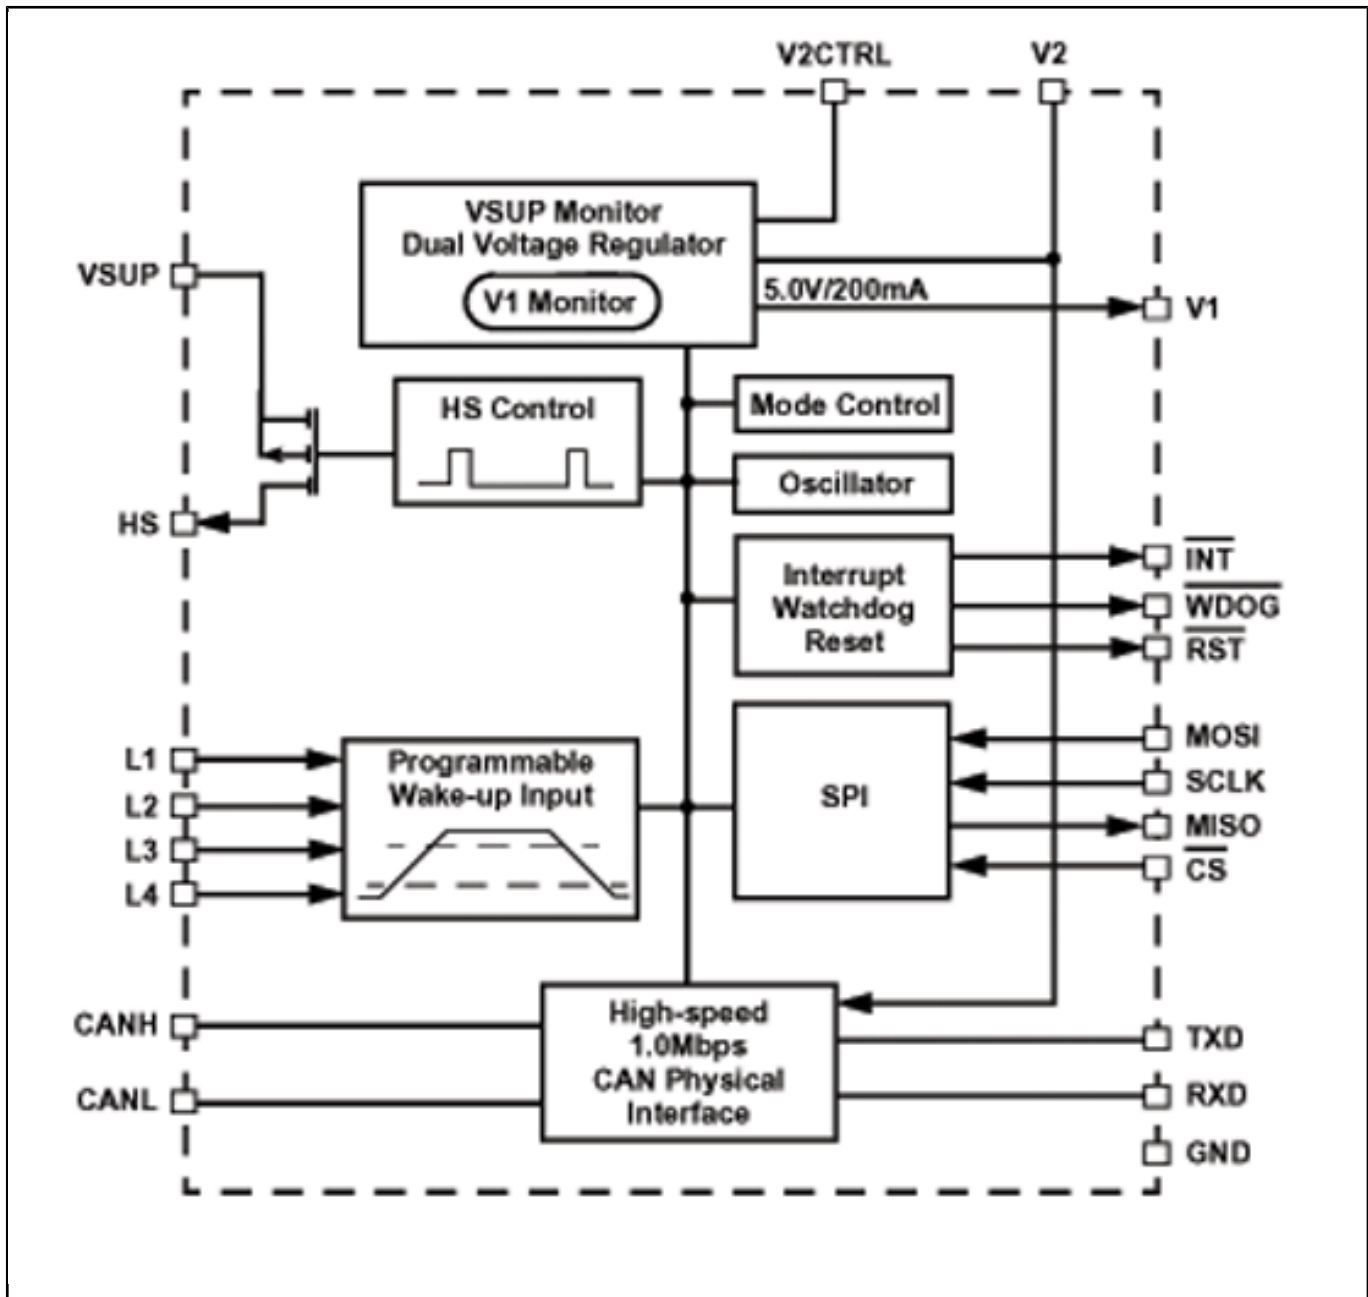 V2CTRL
V2
VSUP Monitor
Dual Voltage Regulator
V1 Monitor
VSUP
5.0V/200mA
V1
HS Control
Mode Control
Oscillator
HS
Interrupt
Watchdog
Reset
INT
WDOG
RST
L1
L2
L3
L4
Programmable
Wake-up Input
SPI
MOSI
SCLK
MISO
CS
CANH
CANL
High-speed
1.0Mbps
CAN Physical
Interface
TXD
RXD
GND